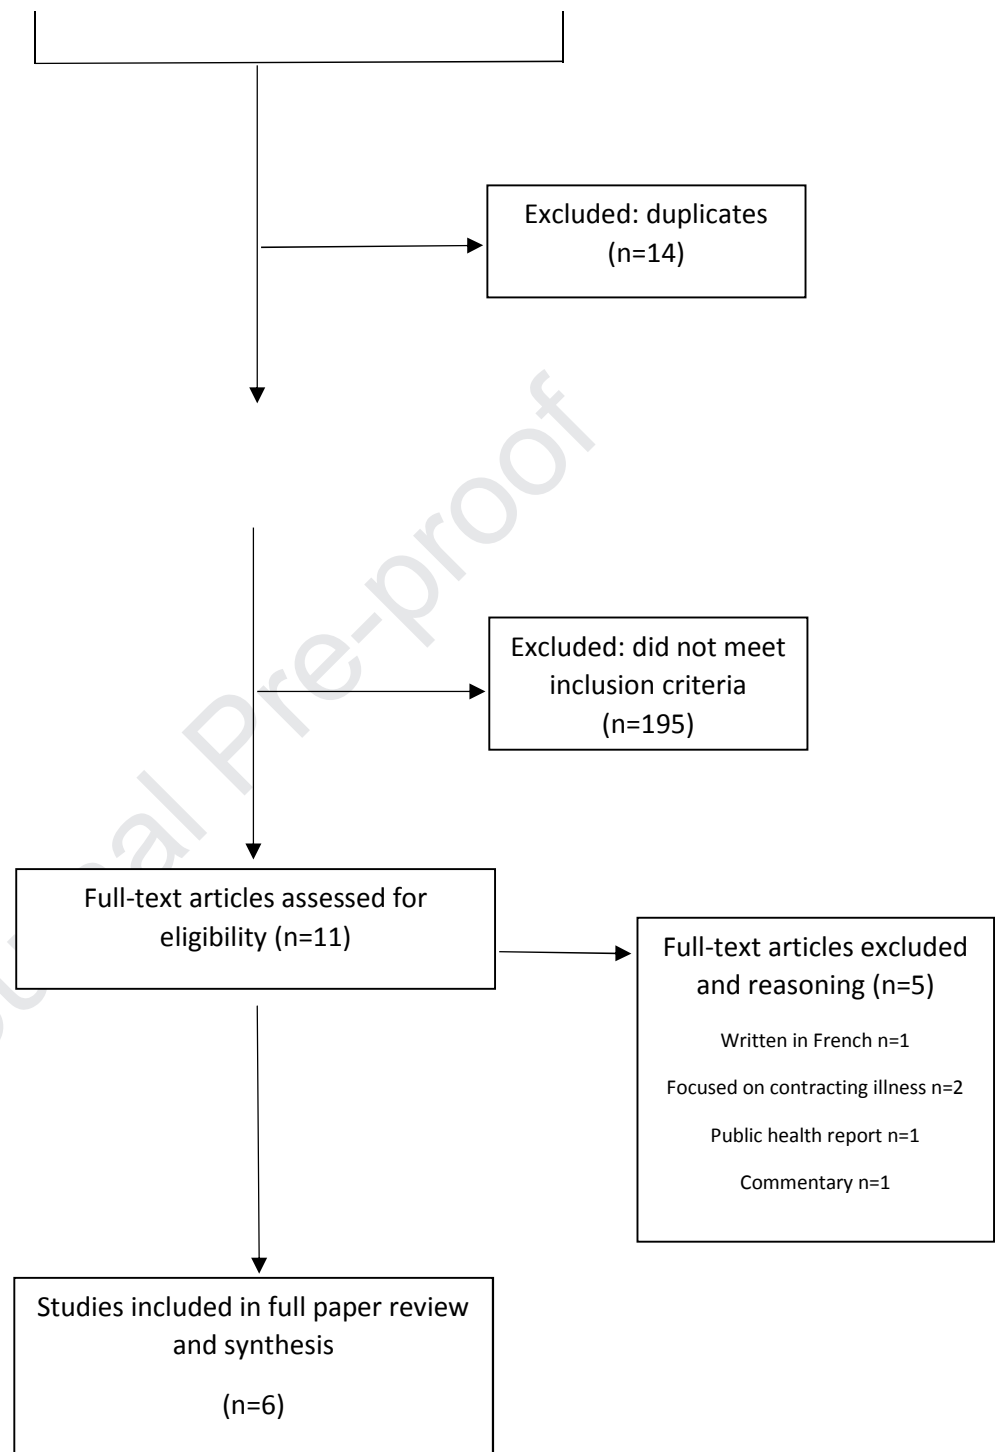 Excluded: duplicates
(n=14)
Excluded: did not meet
inclusion criteria
(n=195)
Full-text articles assessed for
eligibility (n=11)
Full-text articles excluded
and reasoning (n=5)
Written in French n=1
Focused on contracting illness n=2
Public health report n=1
Commentary n=1
Studies included in full paper review
and synthesis
(n=6)
Pre-proof